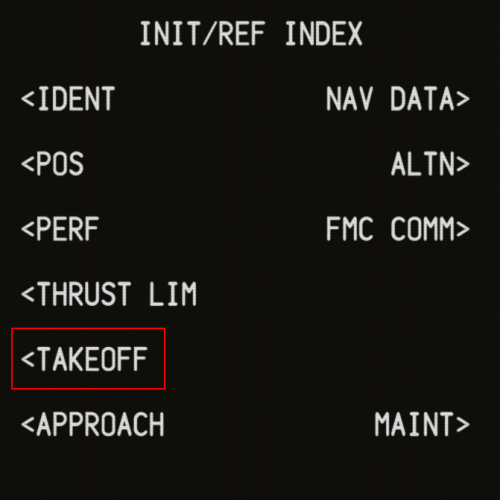 INIT/REF INDEX
<IDENT NAV DATA>
<POS ALTN>
<PERF FMC COMM>
<THRUST LIM
<TAKEOFF
<APPROACH MAINT>